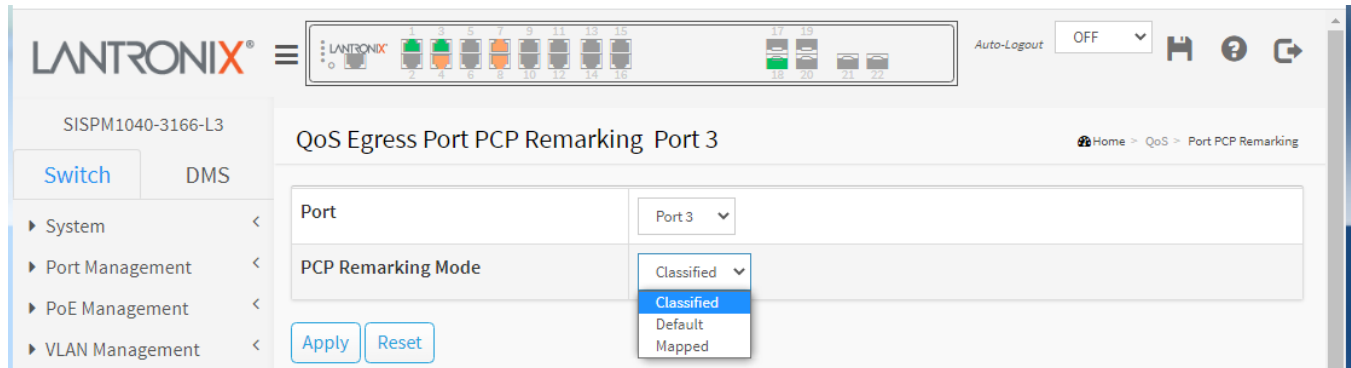 1 3 5 7 9 11 13 15 17 19
LANTRONIX® LANTRONIX Auto-Logout OFF
2 4 6 8 10 12 14 16 18 20 21 22
SISPM1040-3166-L3
QoS Egress Port PCP Remarking Port 3
Home > QoS > Port PCP Remarking
Switch DMS
System
Port Port 3
Port Management
PCP Remarking Mode Classified
Classified
PoE Management
Default
Apply Reset
Mapped
VLAN Management